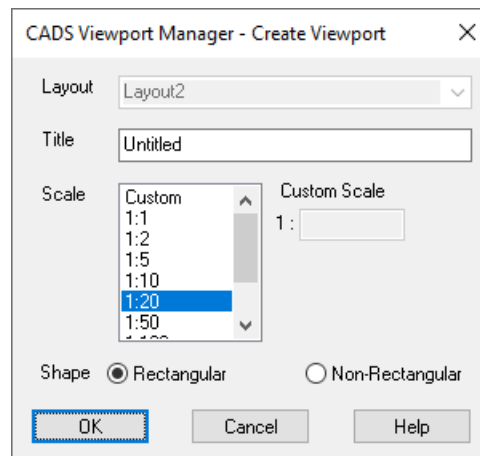 CADS Viewport Manager - Create Viewport
Layout Layout2
Title Untitled
Scale Custom Custom Scale
1:1 1 :
1:2
1:5
1:10
1:20
1:50
Shape Rectangular Non-Rectangular
OK Cancel Help